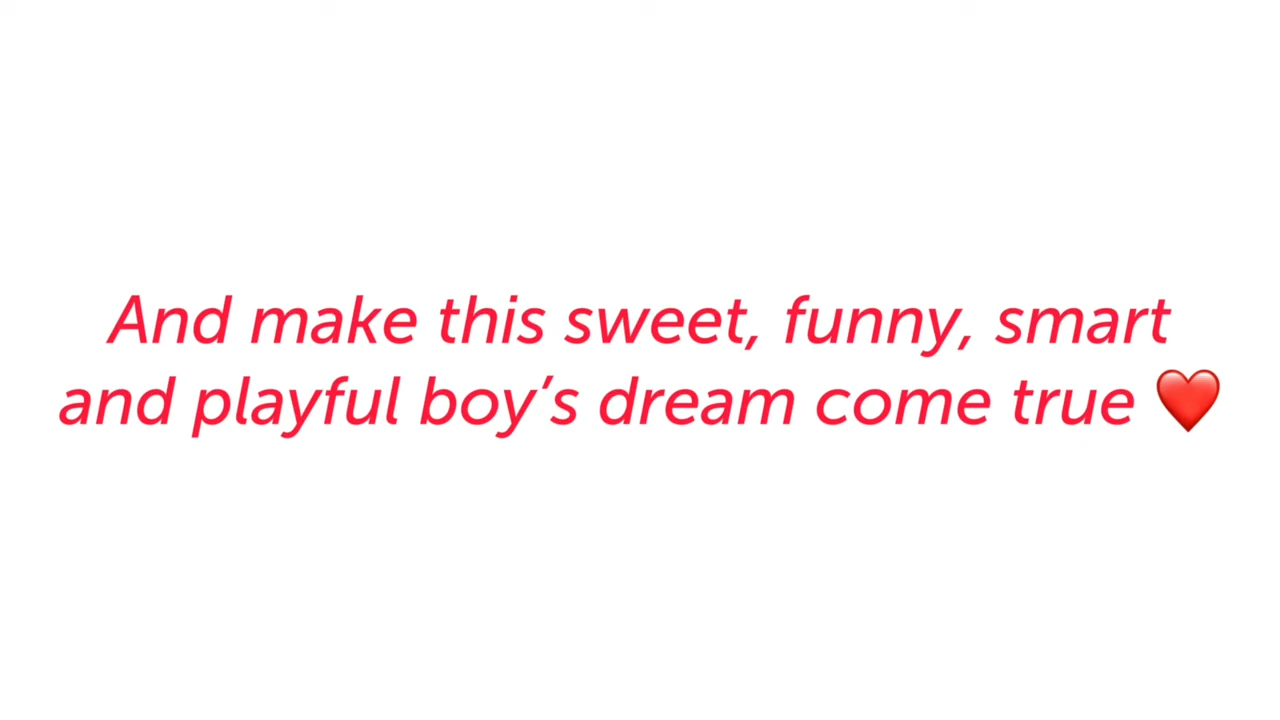 And make this sweet, funny, smart
and playful boy’s dream come true ❤️